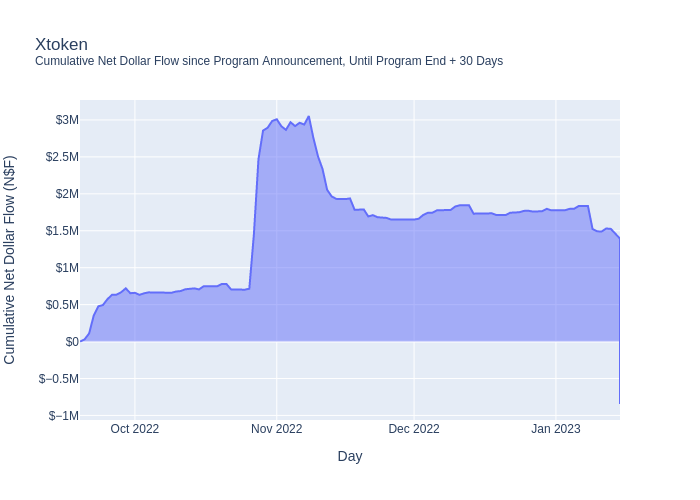 Xtoken
Cumulative Net Dollar Flow since Program Announcement, Until Program End + 30 Days
Cumulative Net Dollar Flow (N$F)
$3M
$2.5M
$2M
$1.5M
$1M
$0.5M
$0
$−0.5M
$−1M
Oct 2022
Nov 2022
Dec 2022
Jan 2023
Day